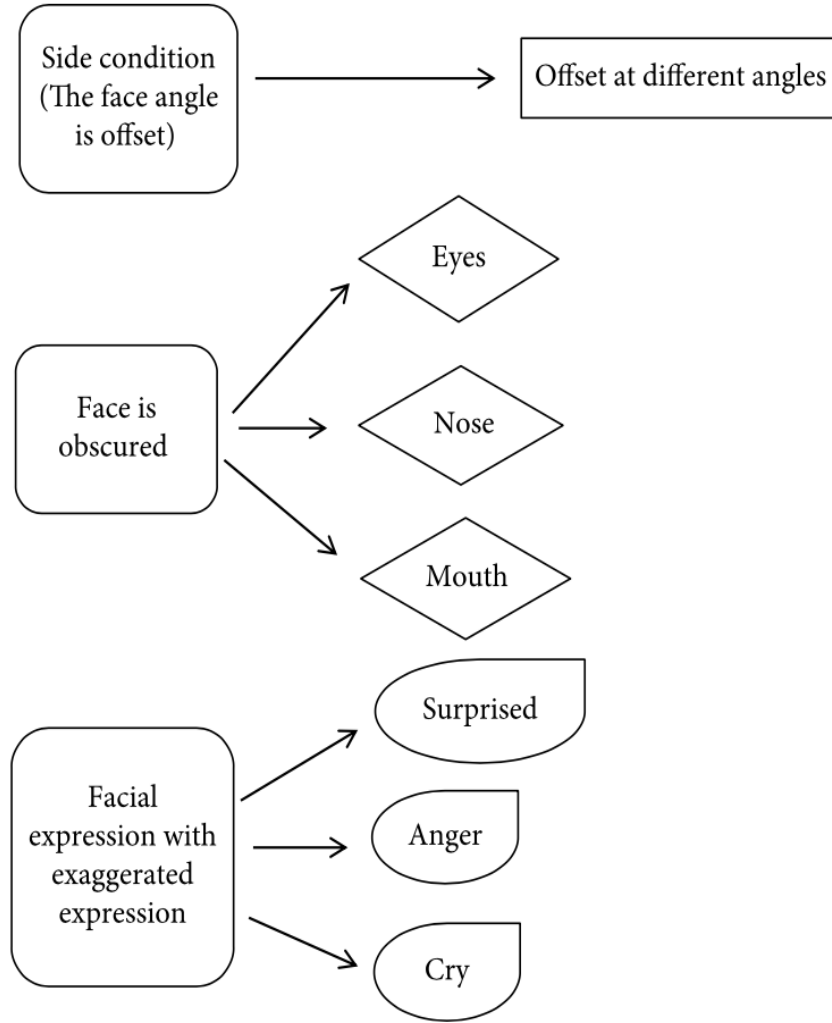 Side condition
(The face angle
is offset)
Offset at different angles
Eyes
Face is
obscured
Nose
Mouth
Surprised
Facial
expression with
exaggerated
expression
Anger
Cry